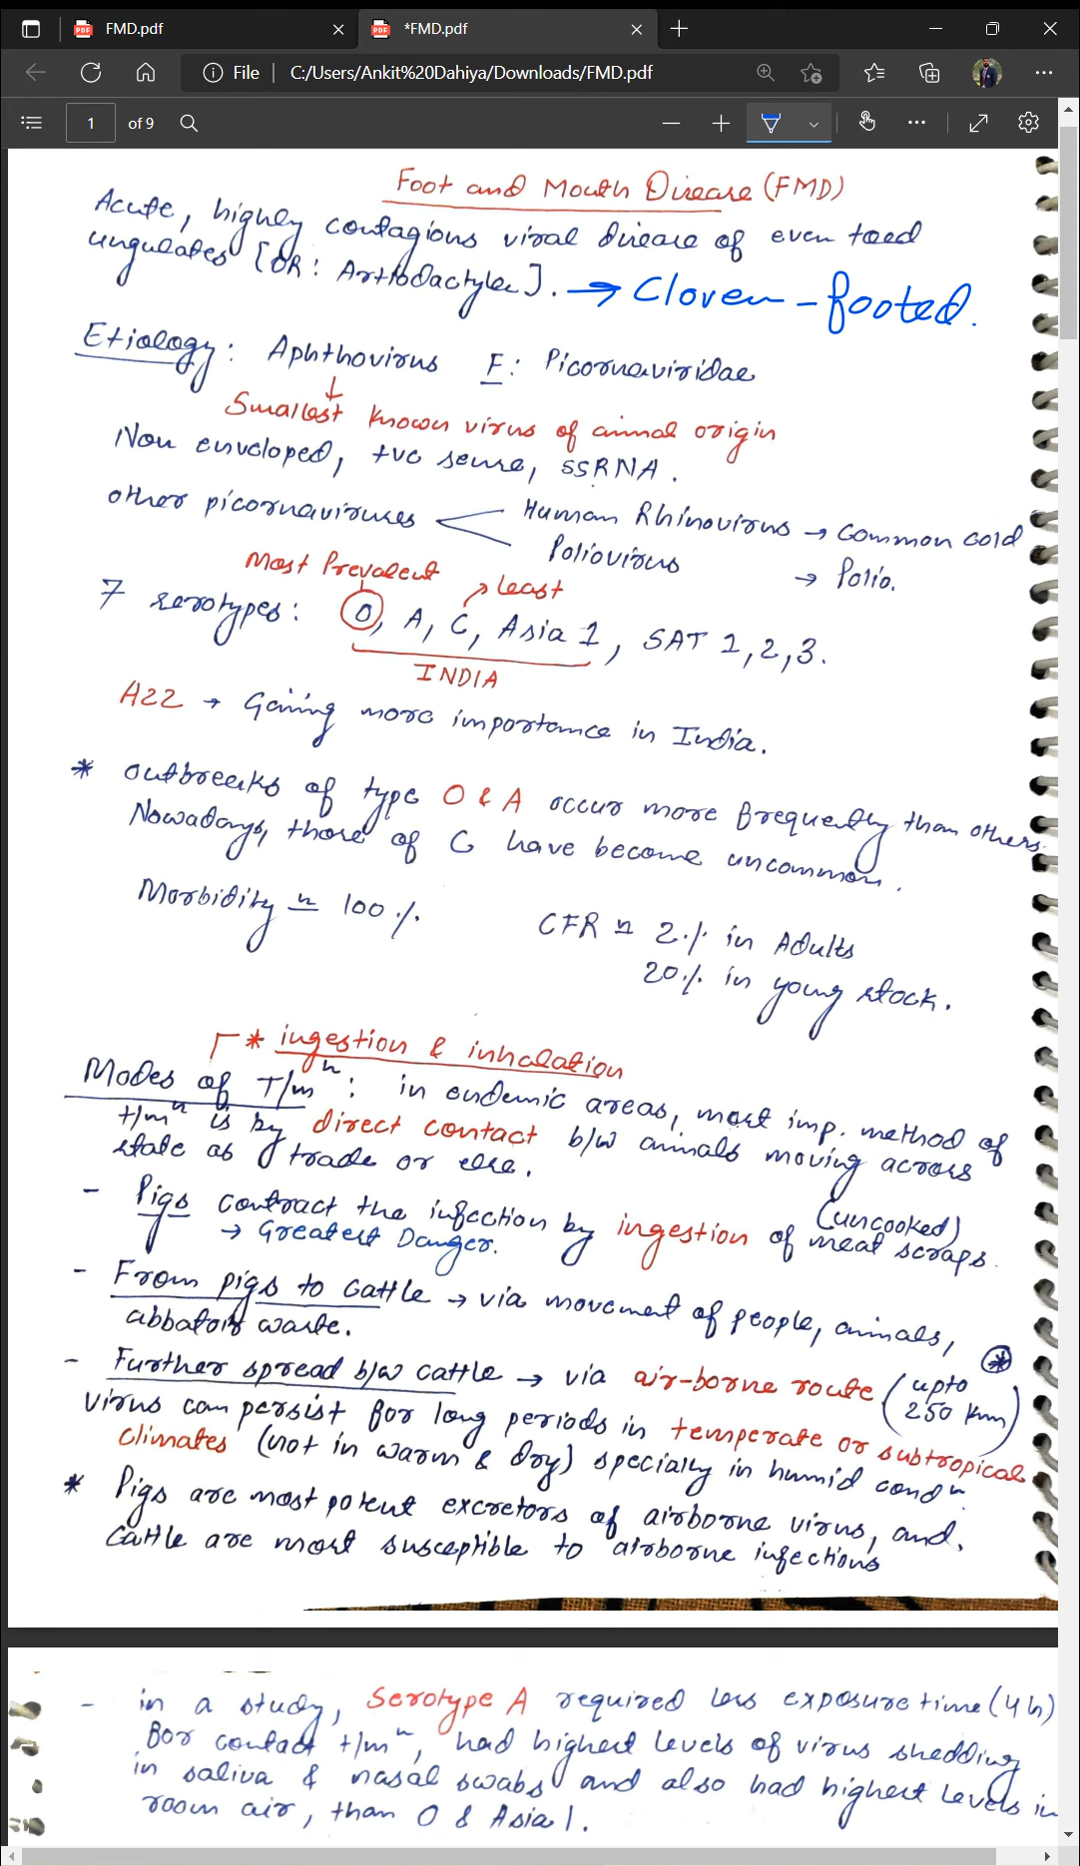 FMD.pdf
*FMD.pdf
File
C:/Users/Ankit%20Dahiya/Downloads/FMD.pdf
1
of 9
Foot and Mouth Disease (FMD)
Acute, highly contagious viral disease of even toed
ungulates [OR: Artiodactyla]. → Cloven-footed.
Etiology: Aphthovirus F: Picornaviridae
↓
Smallest known virus of animal origin
Non enveloped, +ve sense, ssRNA.
other picornaviruses
Human Rhinovirus → Common cold
Poliovirus → Polio.
Most Prevalent
least
7 serotypes: O, A, C, Asia 1, SAT 1,2,3.
INDIA
A22 → Gaining more importance in India.
* outbreaks of type O & A occur more frequently than others.
Nowadays, those of C have become uncommon.
Morbidity ≃ 100%.
CFR ≃ 2% in Adults
20% in young stock.
* ingestion & inhalation
Modes of T/mⁿ: in endemic areas, most imp. method of
t/mⁿ is by direct contact b/w animals moving across
state as trade or else.
- Pigs contract the infection by ingestion of (uncooked) meat scraps.
→ Greatest Danger.
- From pigs to cattle → via movement of people, animals,
abbatoir waste.
- Further spread b/w cattle → via air-borne route (upto 250 km)
virus can persist for long periods in temperate or subtropical
climates (not in warm & dry) specially in humid condⁿ
* Pigs are most potent excretors of airborne virus, and,
cattle are most susceptible to airborne infections
- in a study, Serotype A required less exposure time (4h)
for contact t/mⁿ, had highest levels of virus shedding
in saliva & nasal swabs and also had highest levels in
room air, than O & Asia 1.